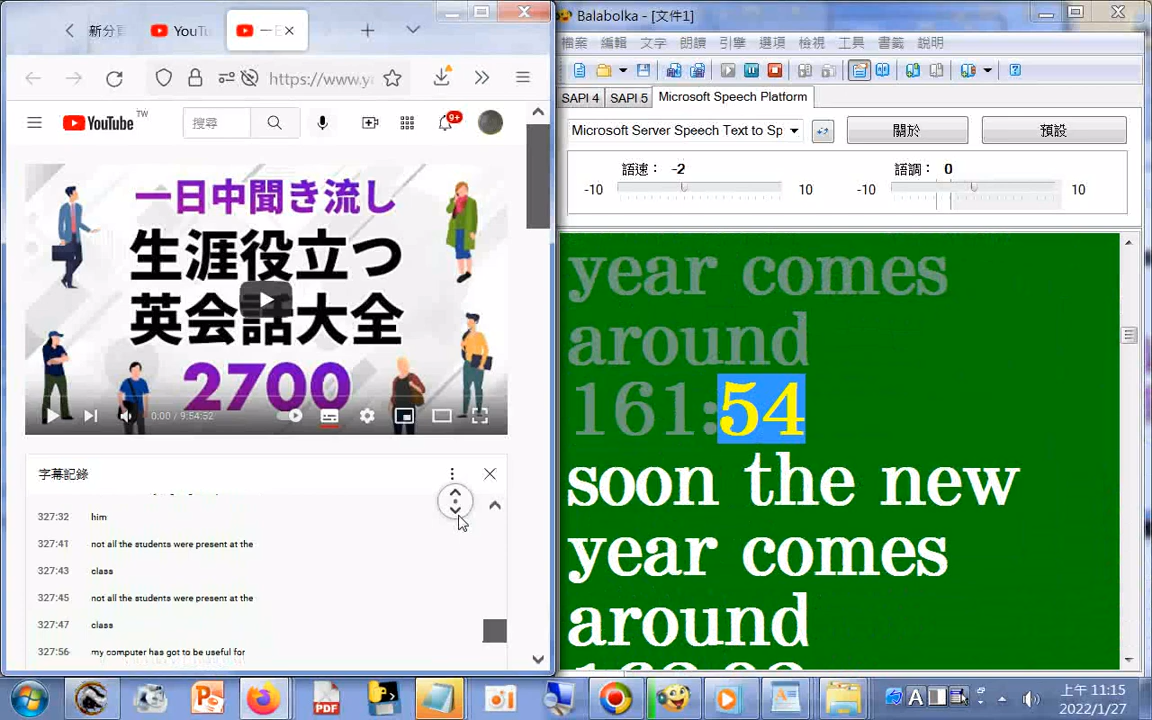 新分
YouTu
一 E
https://www.y
YouTube TW
搜尋
9+
一日中聞き流し
生涯役立つ
英会話大全
2700
0:00 / 9:54:52
字幕記錄
327:32 him
327:41 not all the students were present at the
327:43 class
327:45 not all the students were present at the
327:47 class
327:56 my computer has got to be useful for
Balabolka - [文件1]
檔案 編輯 文字 朗讀 引擎 選項 檢視 工具 書籤 說明
SAPI 4 SAPI 5 Microsoft Speech Platform
Microsoft Server Speech Text to Sp
關於 預設
語速： -2 語調： 0
-10 10 -10 10
year comes
around
161:54
soon the new
year comes
around
PDF
A
上午 11:15
2022/1/27